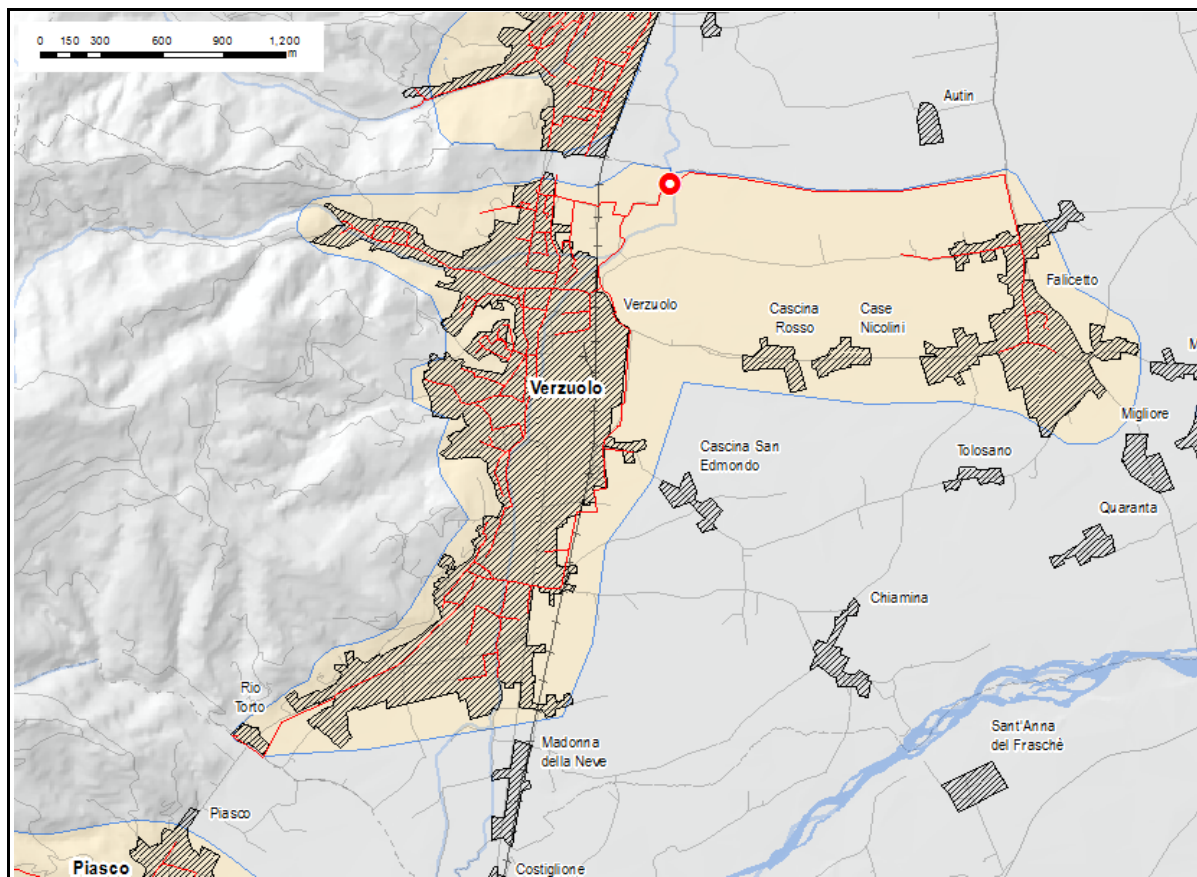 0 150 300 600 900 1,200
m
Autin
Falicetto
Verzuolo
Cascina
Rosso
Case
Nicolini
M
Verzuolo
Migliore
Cascina San
Edmondo
Tolosano
Quaranta
Chiamina
Rio
Torto
Sant'Anna
del Fraschè
Madonna
della Neve
Piasco
Piasco
Costiglione